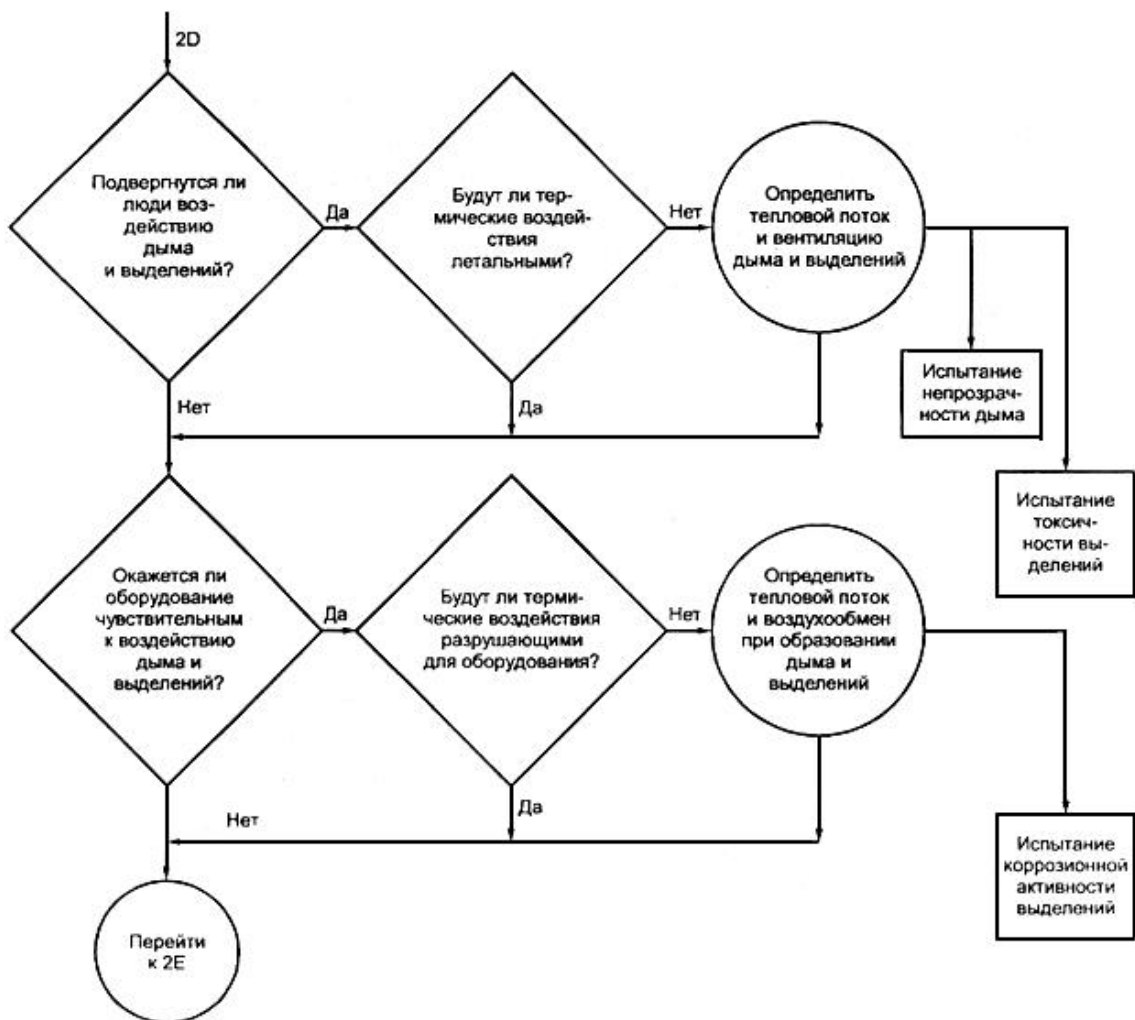 2D
Подвергнутся ли
люди воз-
действию
дыма
и выделений?
Да
Будут ли тер-
мические воздей-
ствия
летальными?
Нет
Определить
тепловой поток
и вентиляцию
дыма и выделений
Испытание
непрозрач-
ности дыма
Нет
Да
Испытание
токсич-
ности вы-
делений
Окажется ли
оборудование
чувствительным
к воздействию
дыма и
выделений?
Да
Будут ли терми-
ческие воздействия
разрушающими
для оборудования?
Нет
Определить
тепловой поток
и воздухообмен
при образовании
дыма и
выделений
Нет
Да
Испытание
коррозионной
активности
выделений
Перейти
к 2E